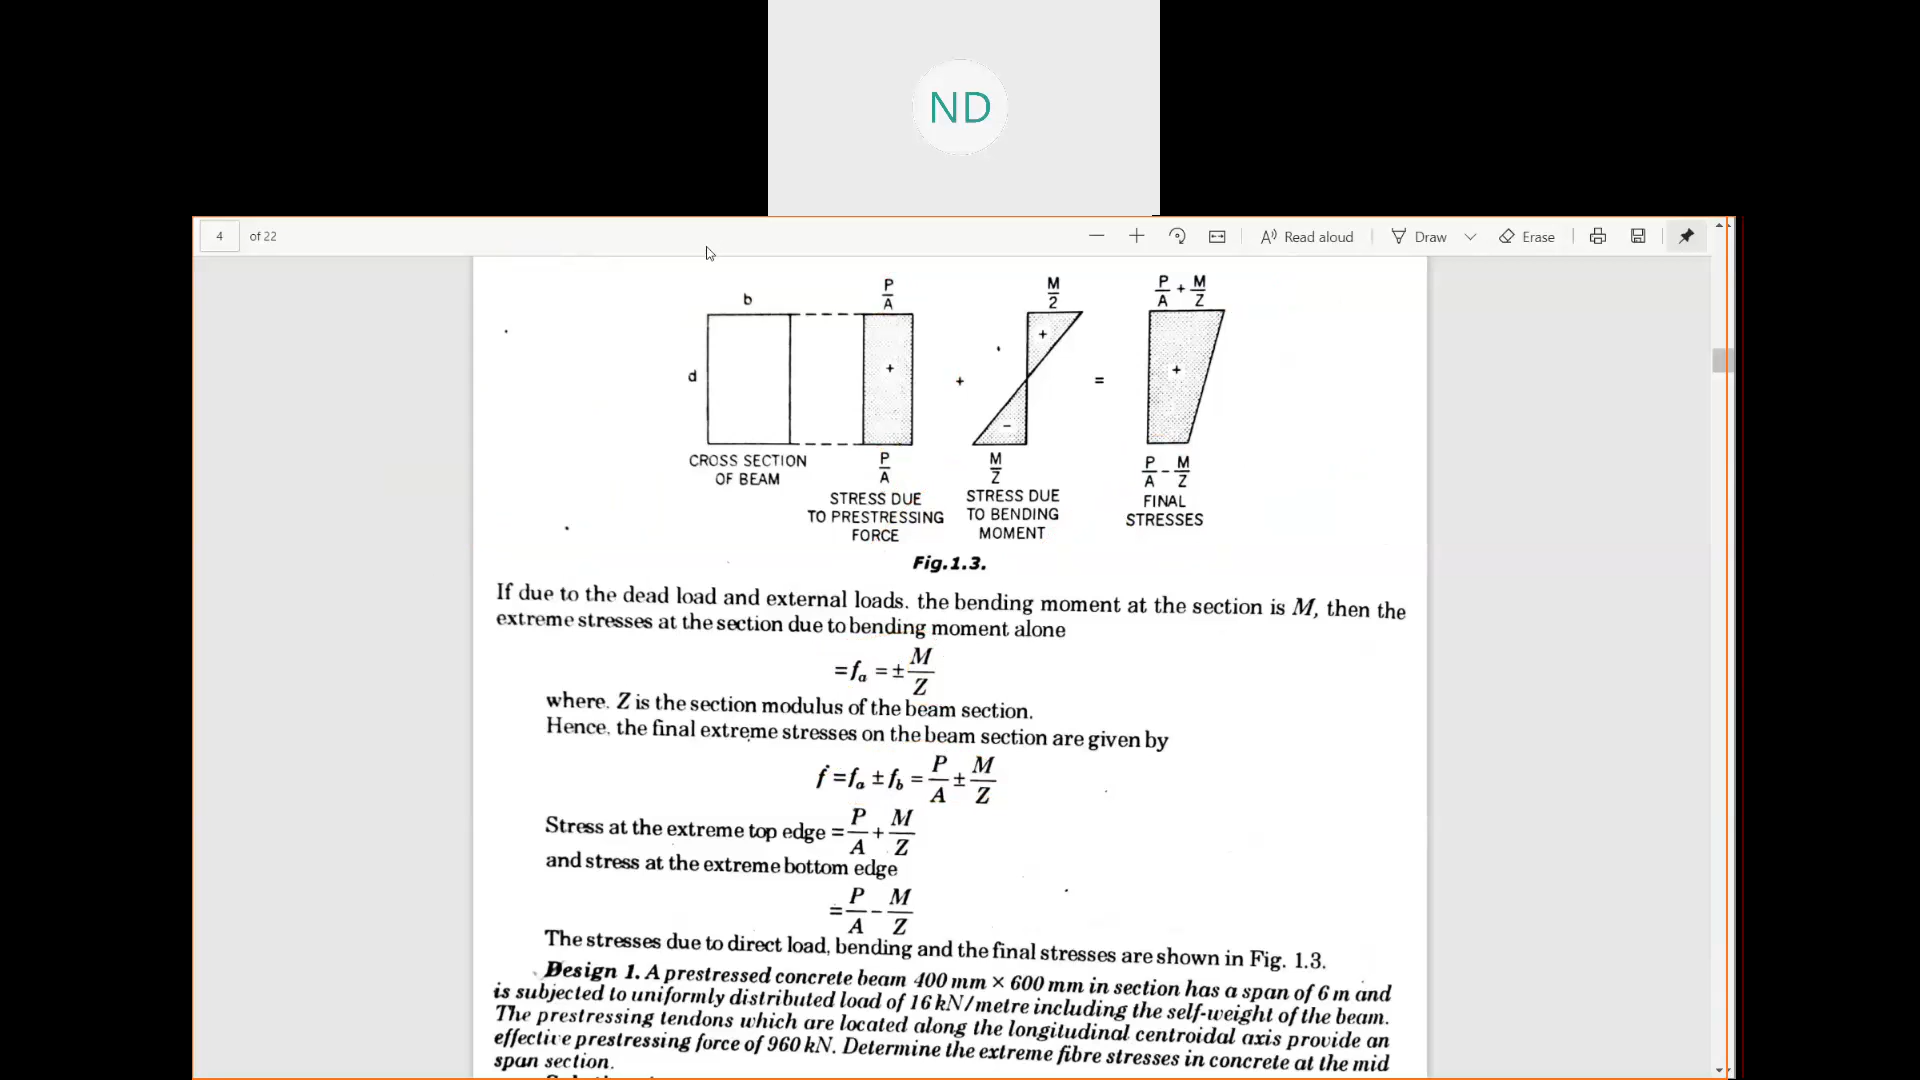 ND
4 of 22
Read aloud
Draw
Erase
b
P
A
M
2
P/A + M/Z
d
+
+
+
-
=
+
CROSS SECTION
OF BEAM
P
A
STRESS DUE
TO PRESTRESSING
FORCE
M
Z
STRESS DUE
TO BENDING
MOMENT
P/A - M/Z
FINAL
STRESSES
Fig.1.3.
If due to the dead load and external loads. the bending moment at the section is M, then the
extreme stresses at the section due to bending moment alone
= fa = ± M/Z
where. Z is the section modulus of the beam section.
Hence, the final extreme stresses on the beam section are given by
f = fa ± fb = P/A ± M/Z
Stress at the extreme top edge = P/A + M/Z
and stress at the extreme bottom edge
= P/A - M/Z
The stresses due to direct load, bending and the final stresses are shown in Fig. 1.3.
Design 1. A prestressed concrete beam 400 mm × 600 mm in section has a span of 6 m and
is subjected to uniformly distributed load of 16 kN/metre including the self-weight of the beam.
The prestressing tendons which are located along the longitudinal centroidal axis provide an
effective prestressing force of 960 kN. Determine the extreme fibre stresses in concrete at the mid
span section.